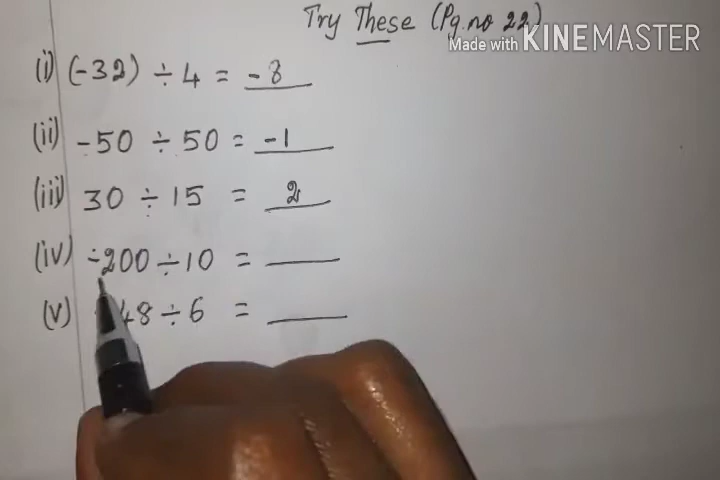 Try These (Pg.no 22)
Made with KINEMASTER
(i) (-32) ÷ 4 = -8
(ii) -50 ÷ 50 = -1
(iii) 30 ÷ 15 = 2
(iv) -200 ÷ 10 =
(v) 48 ÷ 6 =